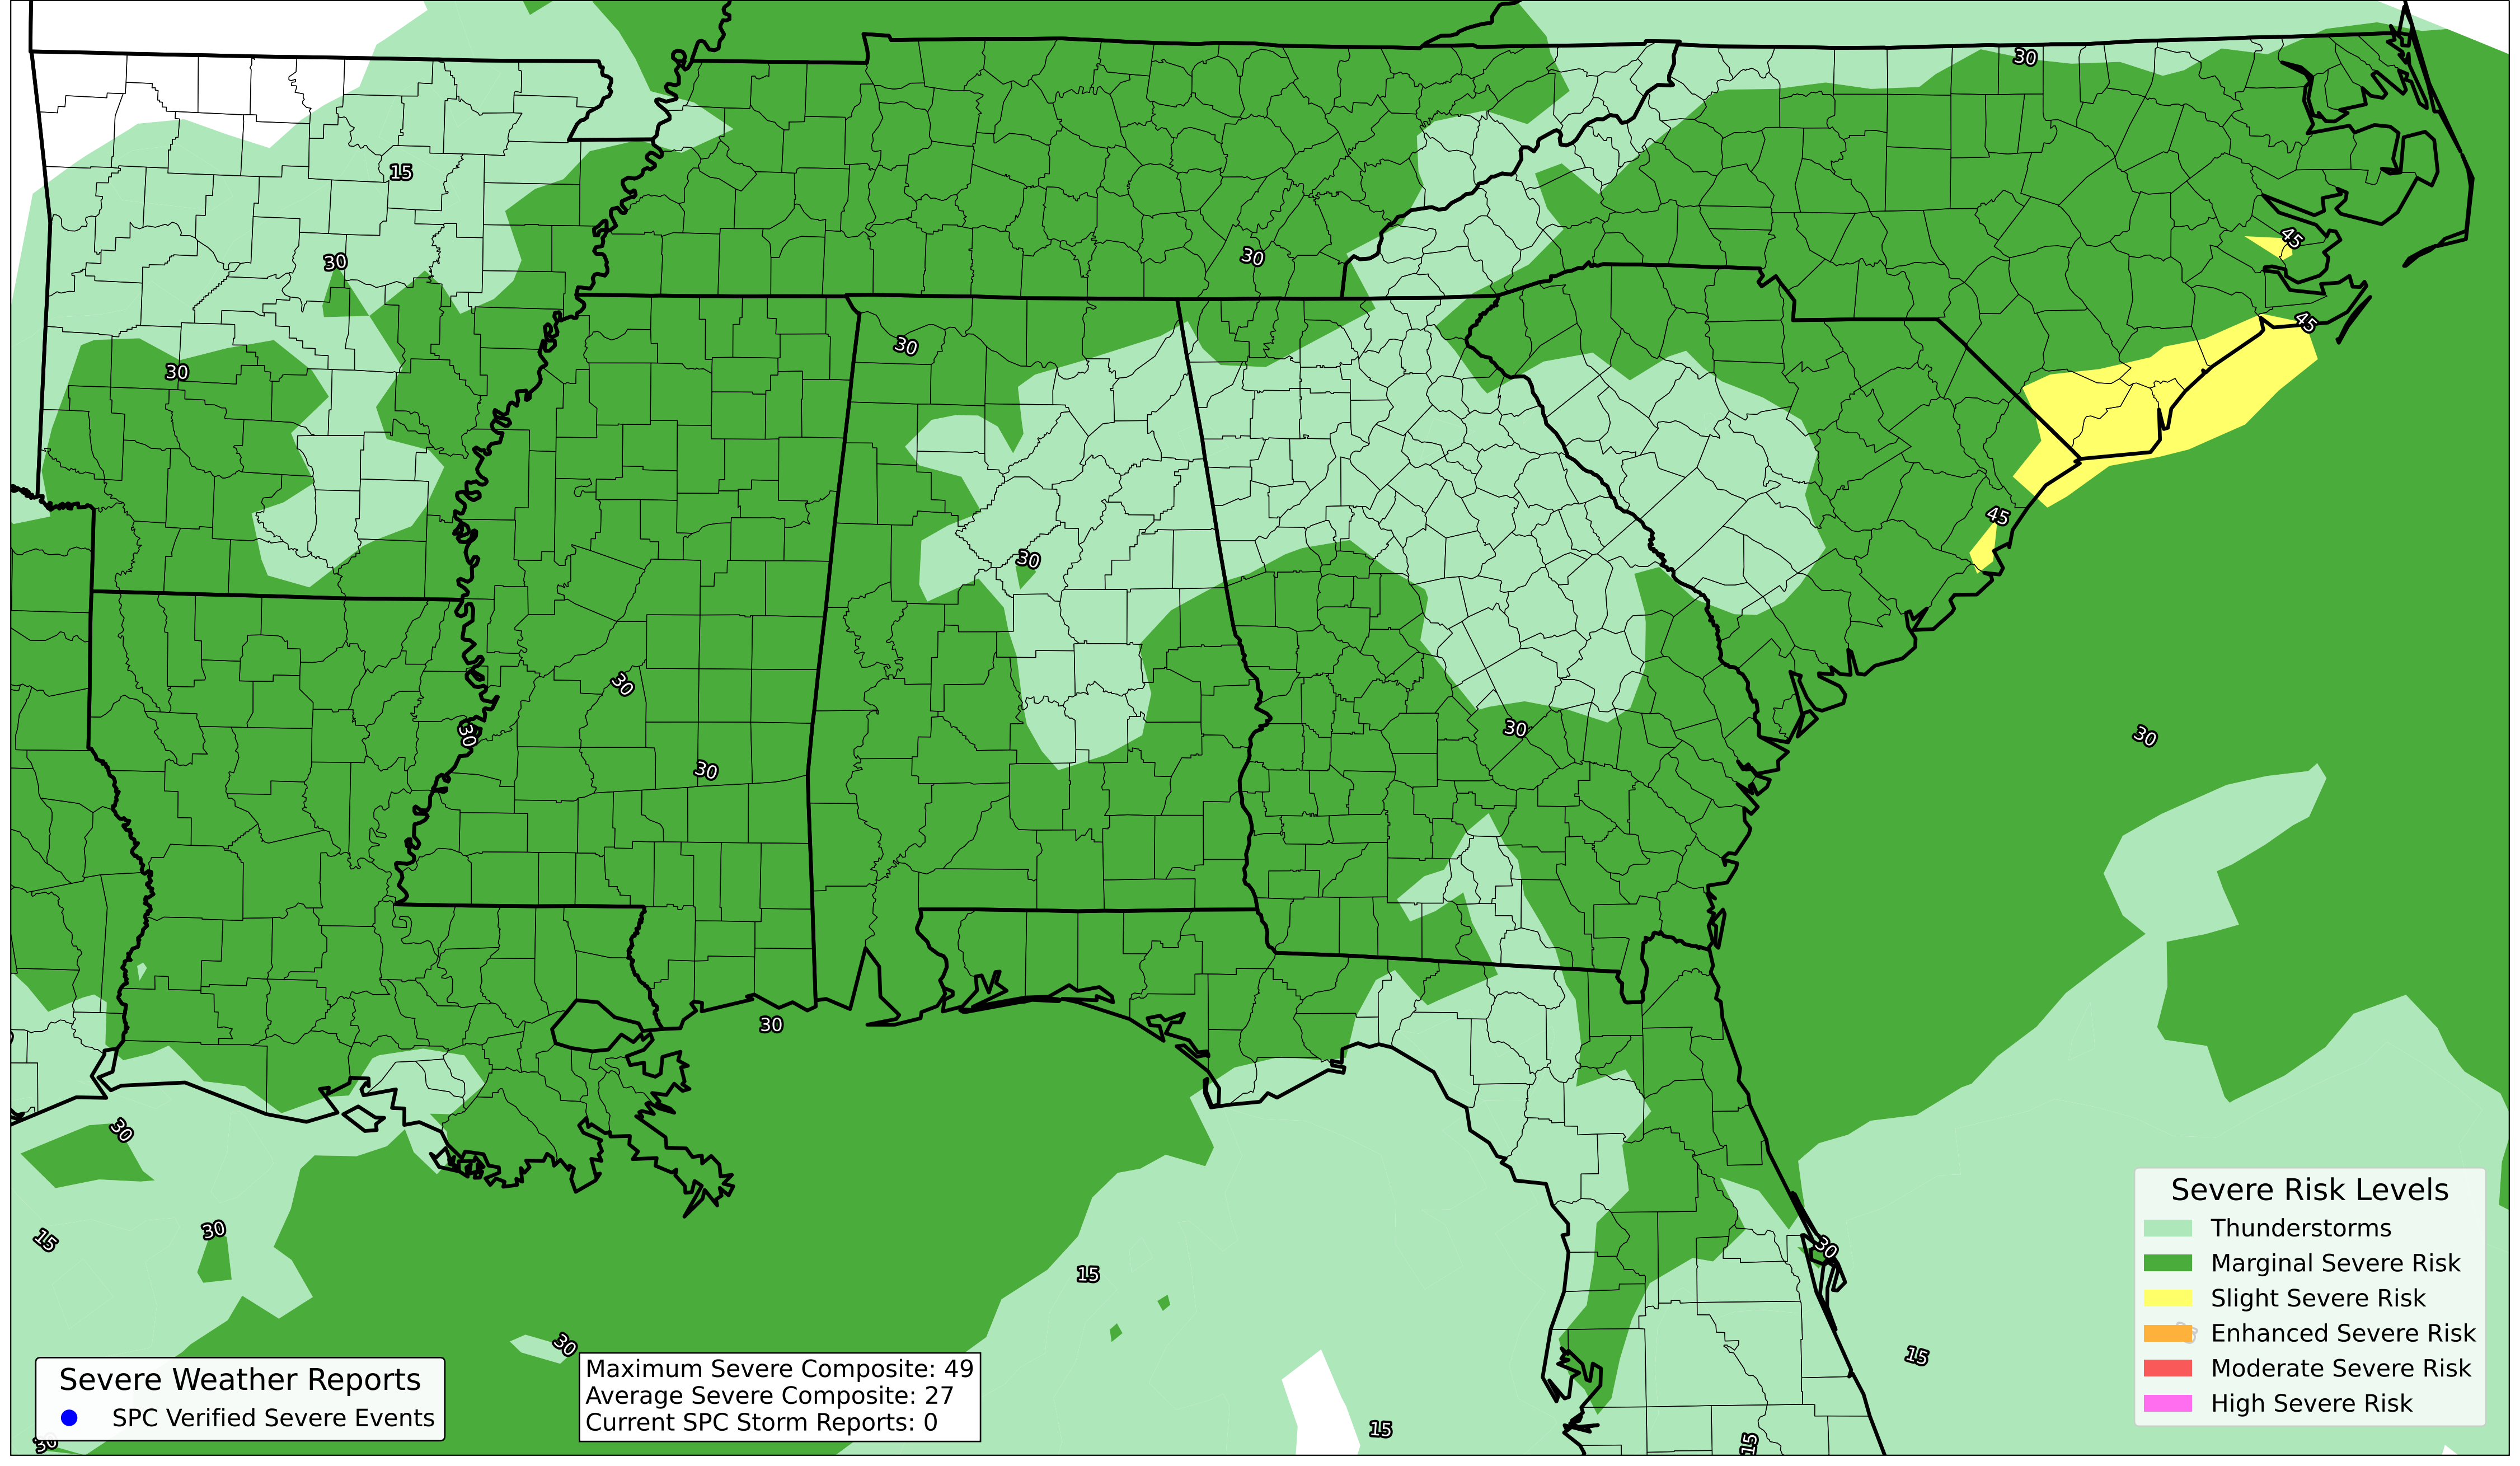 30
15
45
30
30
45
30
30
30
45
30
30
30
30
30
30
30
30
15
30
15
30
15
30
15
15
30
Severe Risk Levels
Thunderstorms
Marginal Severe Risk
Slight Severe Risk
Enhanced Severe Risk
Moderate Severe Risk
High Severe Risk
Severe Weather Reports
SPC Verified Severe Events
Maximum Severe Composite: 49
Average Severe Composite: 27
Current SPC Storm Reports: 0